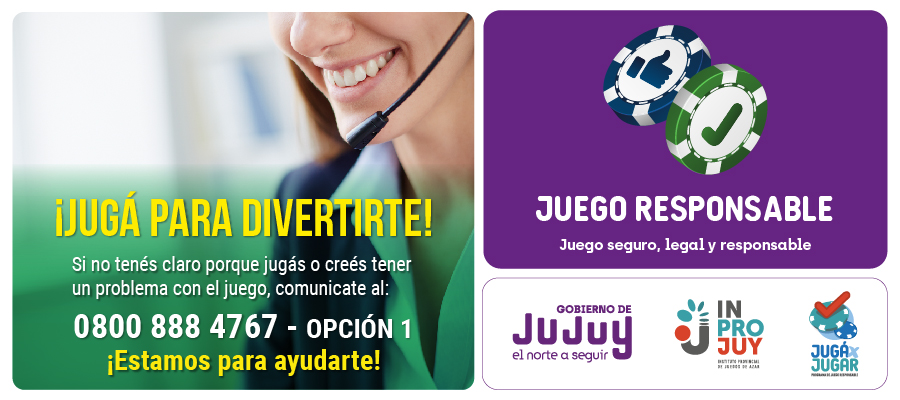 ¡JUGÁ PARA DIVERTIRTE!
Si no tenés claro porque jugás o creés tener
un problema con el juego, comunicate al:
0800 888 4767 - OPCIÓN 1
¡Estamos para ayudarte!
JUEGO RESPONSABLE
Juego seguro, legal y responsable
GOBIERNO DE
JuJuy
el norte a seguir
IN
PRO
JUY
INSTITUTO PROVINCIAL
DE JUEGOS DE AZAR
JUGÁ X
JUGAR
PROGRAMA DE JUEGO RESPONSABLE